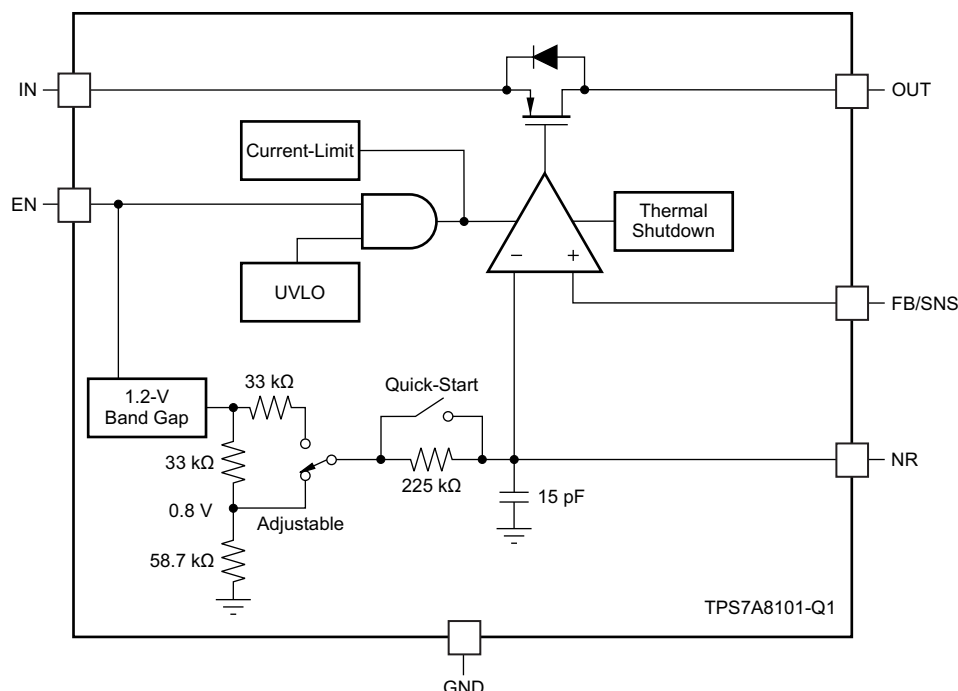 IN
OUT
Current-Limit
EN
Thermal
Shutdown
−
+
UVLO
FB/SNS
1.2-V
Band Gap
33 kΩ
Quick-Start
33 kΩ
225 kΩ
NR
0.8 V
Adjustable
15 pF
58.7 kΩ
TPS7A8101-Q1
GND